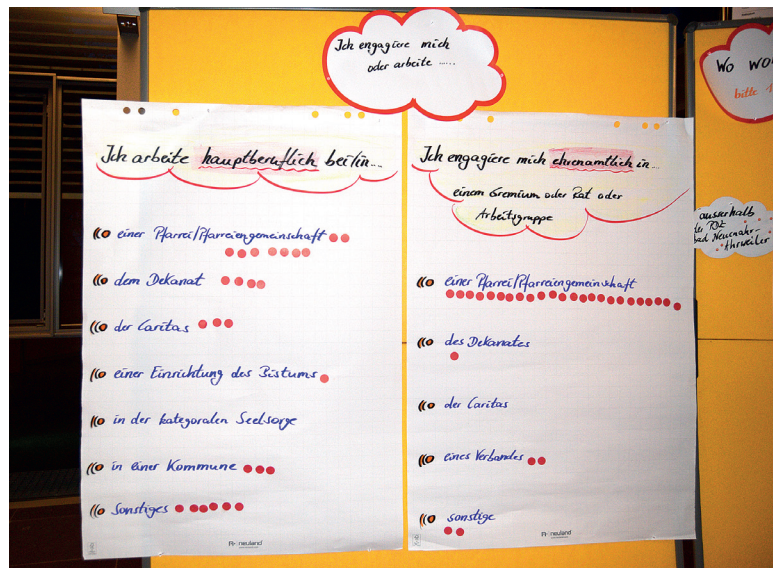 Ich engagiere mich
oder arbeite .....
Ich arbeite hauptberuflich bei/in...
einer Pfarrei/Pfarreiengemeinschaft
dem Dekanat
der Caritas
einer Einrichtung des Bistums
in der kategoralen Seelsorge
in einer Kommune
Sonstiges
neuland
Ich engagiere mich ehrenamtlich in...
einem Gremium oder Rat oder
Arbeitsgruppe
einer Pfarrei/Pfarreiengemeinschaft
des Dekanates
der Caritas
eines Verbandes
sonstige
neuland
Wo
bitte
ausserhalb
Bad Neuenahr-
Ahrweiler